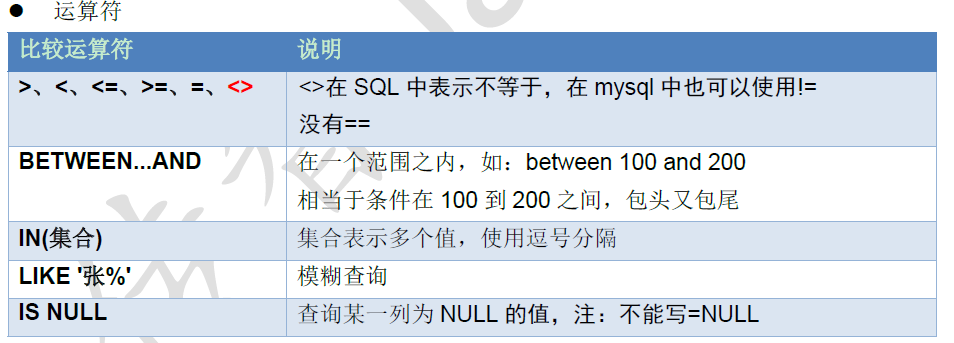 ● 运算符
比较运算符 说明
>、<、<=、>=、=、<> <>在 SQL 中表示不等于，在 mysql 中也可以使用!=
没有==
BETWEEN...AND 在一个范围之内，如：between 100 and 200
相当于条件在 100 到 200 之间，包头又包尾
IN(集合) 集合表示多个值，使用逗号分隔
LIKE '张%' 模糊查询
IS NULL 查询某一列为 NULL 的值，注：不能写=NULL